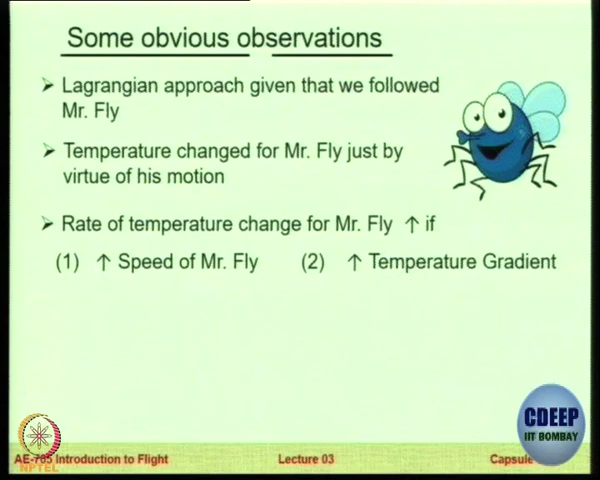 Some obvious observations
➤ Lagrangian approach given that we followed
Mr. Fly
➤ Temperature changed for Mr. Fly just by
virtue of his motion
➤ Rate of temperature change for Mr. Fly ↑ if
(1) ↑ Speed of Mr. Fly (2) ↑ Temperature Gradient
CDEEP
IIT BOMBAY
AE-705 Introduction to Flight Lecture 03 Capsule
NPTEL